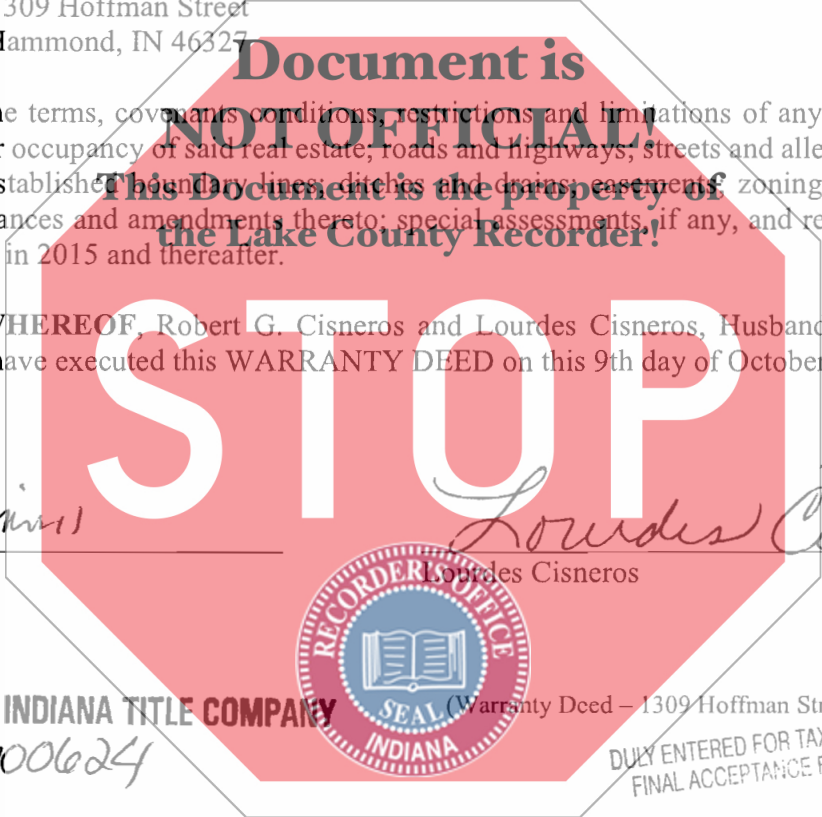 309 Hoffman Street
Hammond, IN 46327
Document is
NOT OFFICIAL!
This Document is the property of
the Lake County Recorder!
e terms, covenants conditions, restrictions and limitations of any
r occupancy of said real estate; roads and highways; streets and alle
stablished boundary lines; ditches and drains; easements; zoning
ances and amendments thereto; special assessments, if any, and re
in 2015 and thereafter.
WHEREOF, Robert G. Cisneros and Lourdes Cisneros, Husband
ave executed this WARRANTY DEED on this 9th day of October
STOP
Lourdes
Lourdes Cisneros
RECORDER'S OFFICE
SEAL
INDIANA
INDIANA TITLE COMPANY
(Warranty Deed – 1309 Hoffman Str
00624
DULY ENTERED FOR TAX
FINAL ACCEPTANCE F